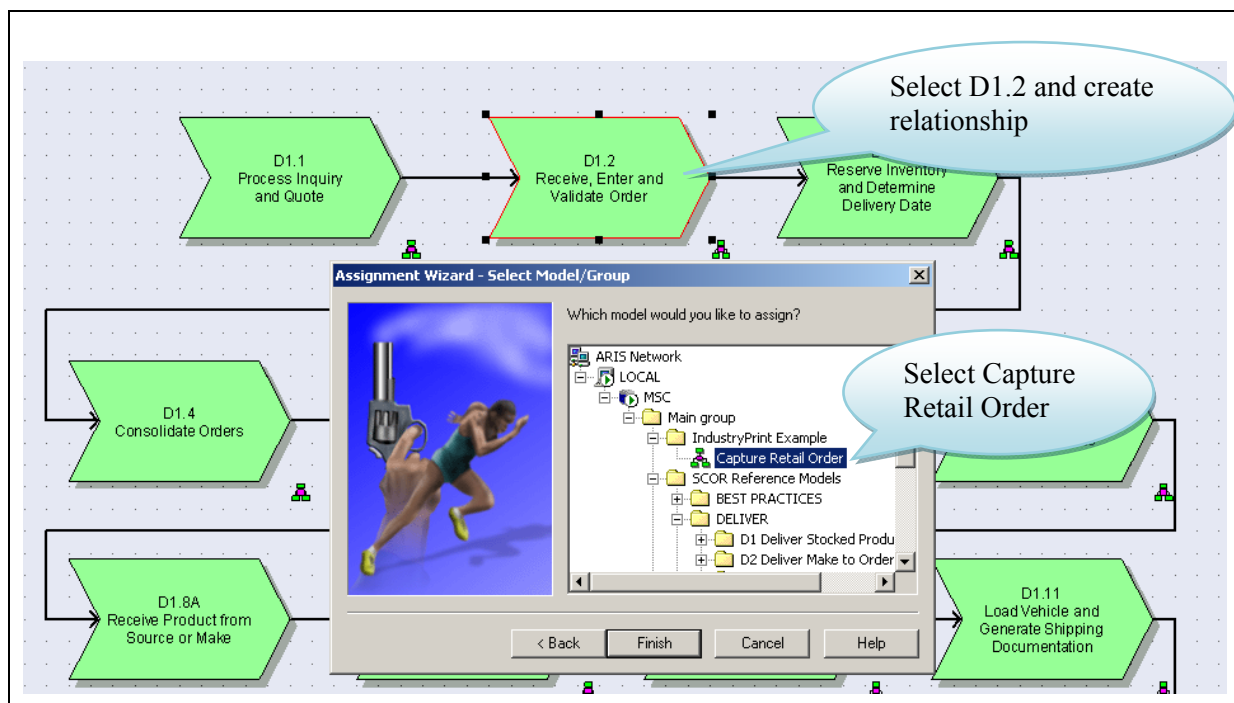 Select D1.2 and create
relationship
D1.1
Process Inquiry
and Quote
D1.2
Receive, Enter and
Validate Order
Reserve Inventory
and Determine
Delivery Date
Assignment Wizard - Select Model/Group
Which model would you like to assign?
ARIS Network
LOCAL
MSC
Main group
IndustryPrint Example
Capture Retail Order
SCOR Reference Models
BEST PRACTICES
DELIVER
D1 Deliver Stocked Produ
D2 Deliver Make to Order
Select Capture
Retail Order
D1.4
Consolidate Orders
D1.8A
Receive Product from
Source or Make
D1.11
Load Vehicle and
Generate Shipping
Documentation
< Back
Finish
Cancel
Help